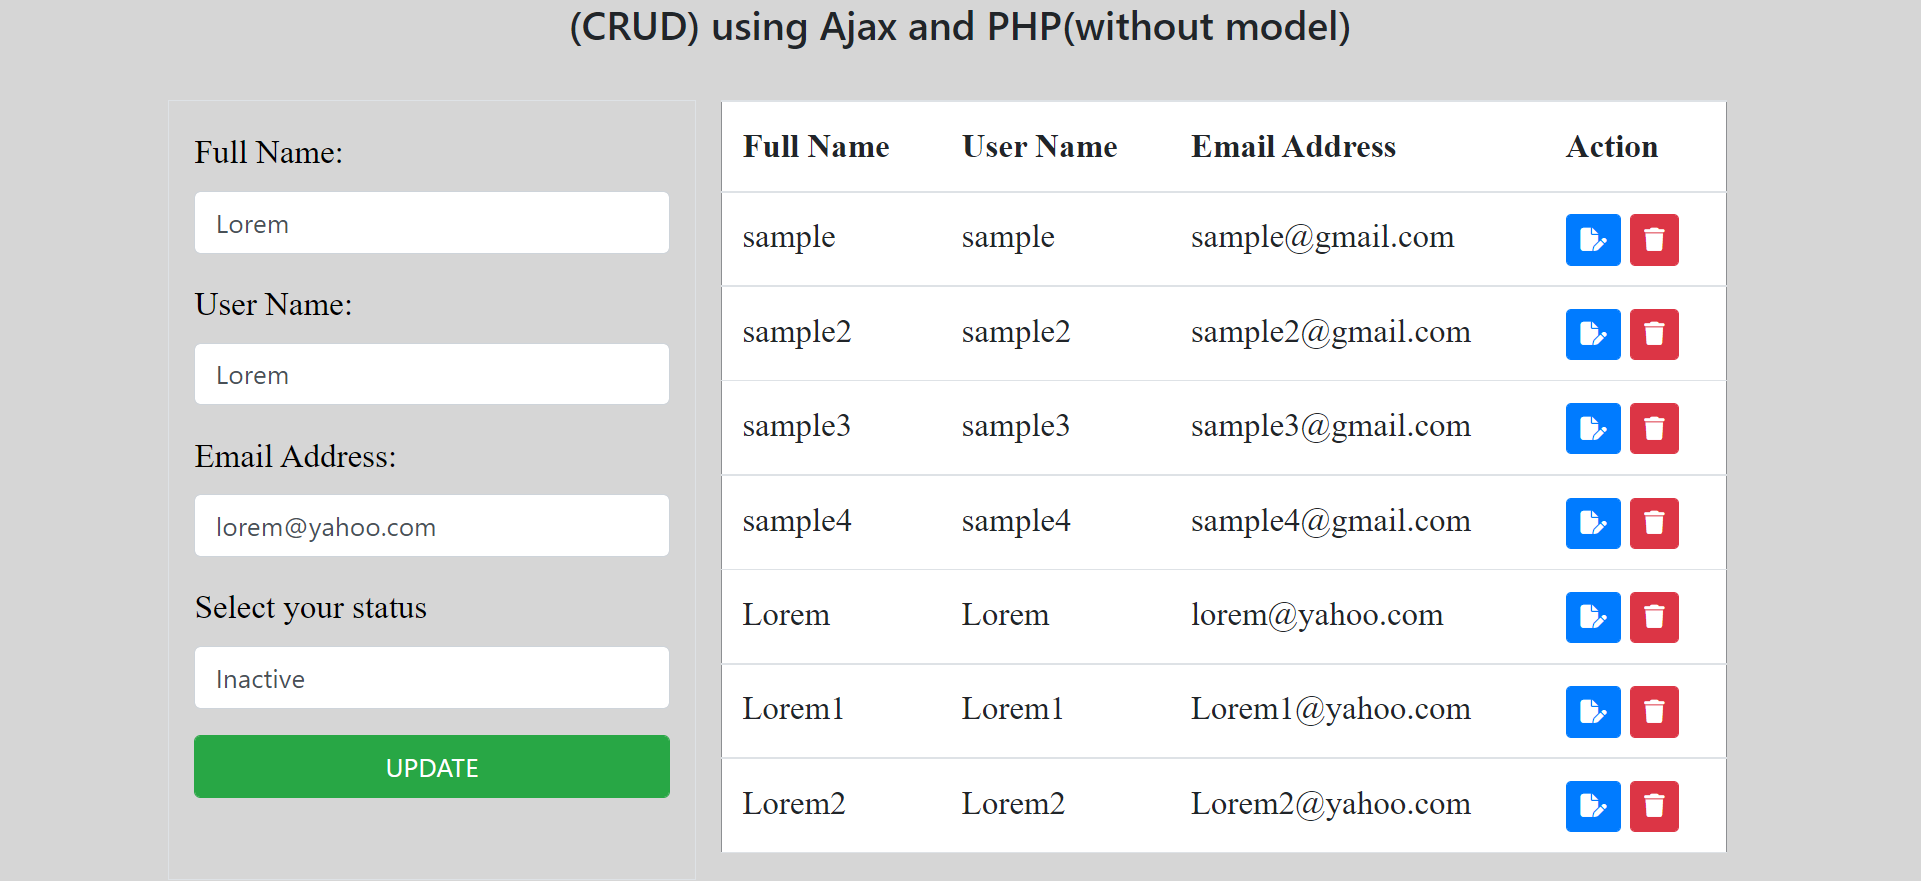 (CRUD) using Ajax and PHP(without model)
Full Name:
Lorem
User Name:
Lorem
Email Address:
lorem@yahoo.com
Select your status
Inactive
UPDATE
Full Name User Name Email Address Action
sample sample sample@gmail.com
sample2 sample2 sample2@gmail.com
sample3 sample3 sample3@gmail.com
sample4 sample4 sample4@gmail.com
Lorem Lorem lorem@yahoo.com
Lorem1 Lorem1 Lorem1@yahoo.com
Lorem2 Lorem2 Lorem2@yahoo.com